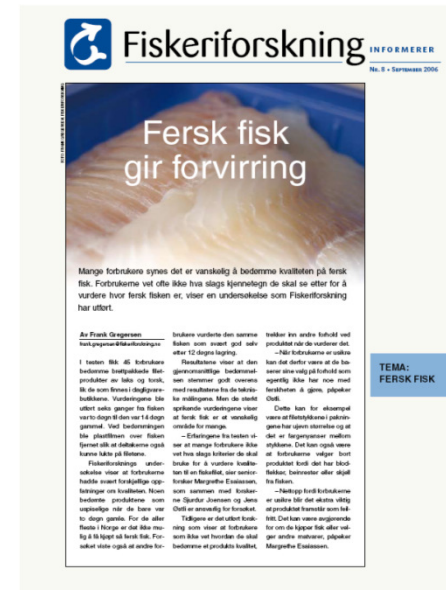 Fiskeriforskning
INFORMERER
No. 8 • SEPTEMBER 2006
Fersk fisk
gir forvirring
Mange forbrukere synes det er vanskelig å bedømme kvaliteten på fersk
fisk. Forbrukerne vet ofte ikke hva slags kjennetegn de skal se etter for å
vurdere hvor fersk fisken er, viser en undersøkelse som Fiskeriforskning
har utført.
Av Frank Gregersen
frank.gregersen@fiskeriforskning.no
I testen fikk 45 forbrukere
bedømme brettpakkede filet-
produkter av laks og torsk,
lik de som finnes i dagligvare-
butikkene. Vurderingene ble
utført seks ganger fra fisken
var to døgn til den var 14 døgn
gammel. Ved bedømmingen
ble plastfilmen over fisken
fjernet slik at deltakerne også
kunne lukte på filetene.
Fiskeriforsknings under-
søkelse viser at forbrukerne
hadde svært forskjellige opp-
fatninger om kvaliteten. Noen
bedømte produktene som
uspiselige når de bare var
to døgn gamle. For de aller
fleste i Norge er det ikke mu-
lig å få kjøpt så fersk fisk. For-
søket viste også at andre for-
brukere vurderte den samme
fisken som svært god selv
etter 12 døgns lagring.
Resultatene viser at den
gjennomsnittlige bedømmel-
sen stemmer godt overens
med resultatene fra de teknis-
ke målingene. Men de sterkt
sprikende vurderingene viser
at fersk fisk er et vanskelig
område for mange.
– Erfaringene fra testen vi-
ser at mange forbrukere ikke
vet hva slags kriterier de skal
bruke for å vurdere kvalite-
ten til en fiskefilet, sier senior-
forsker Margrethe Esaiassen,
som sammen med forsker-
ne Sjurdur Joensen og Jens
Østli er ansvarlig for forsøket.
Tidligere er det utført forsk-
ning som viser at forbrukere
som ikke vet hvordan de skal
bedømme et produkts kvalitet,
trekker inn andre forhold ved
produktet når de vurderer det.
– Når forbrukerne er usikre
kan det derfor være at de ba-
serer sine valg på forhold som
egentlig ikke har noe med
ferskheten å gjøre, påpeker
Østli.
Dette kan for eksempel
være at filetstykkene i paknin-
gene har ujevn størrelse og at
det er fargenyanser mellom
stykkene. Det kan også være
at forbrukerne velger bort
produktet fordi det har blod-
flekker, beinrester eller skjell
fra fisken.
– Nettopp fordi forbrukerne
er usikre blir det ekstra viktig
at produktet framstår som feil-
fritt. Det kan være avgjørende
for om de kjøper fisk eller vel-
ger andre matvarer, påpeker
Margrethe Esaiassen.
TEMA:
FERSK FISK